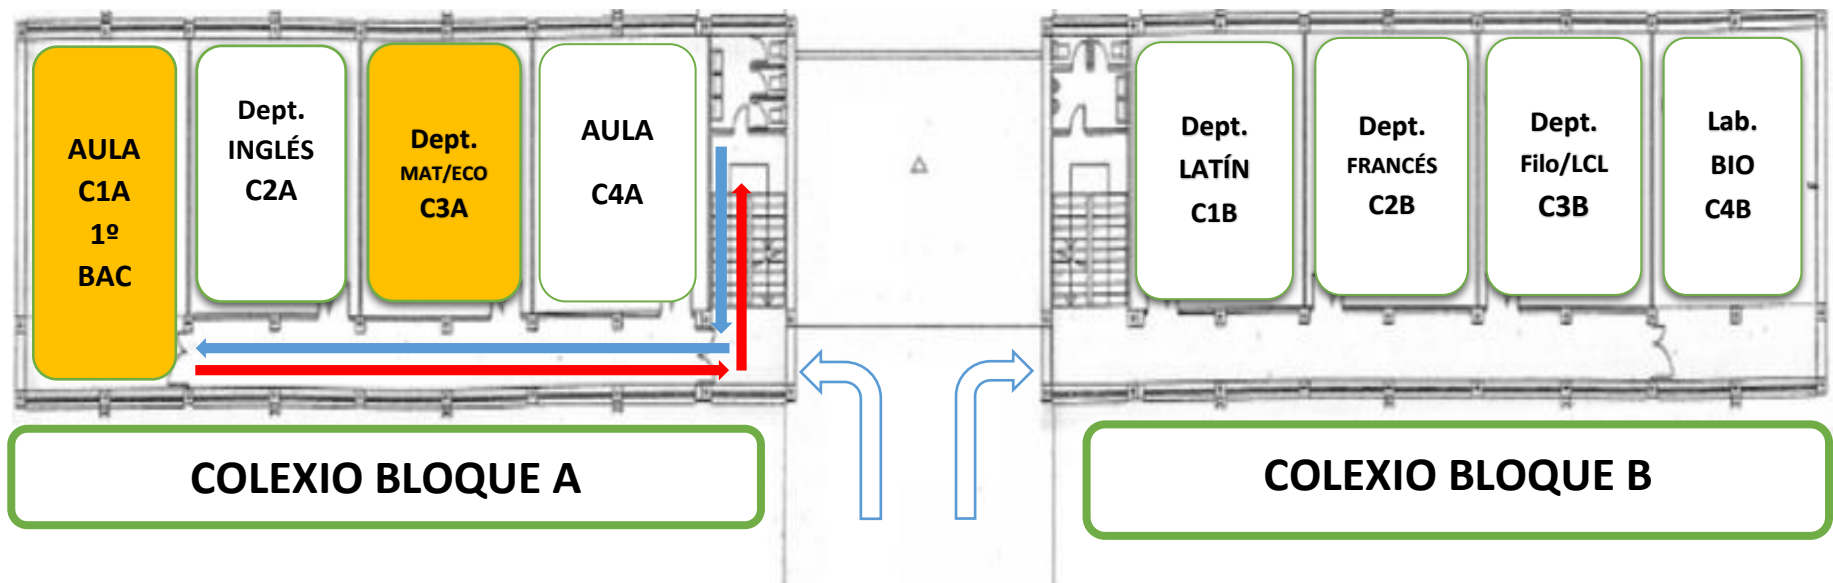 AULA
C1A
1º
BAC
Dept.
INGLÉS
C2A
Dept.
MAT/ECO
C3A
AULA
C4A
Dept.
LATÍN
C1B
Dept.
FRANCÉS
C2B
Dept.
Filo/LCL
C3B
Lab.
BIO
C4B
COLEXIO BLOQUE A
COLEXIO BLOQUE B